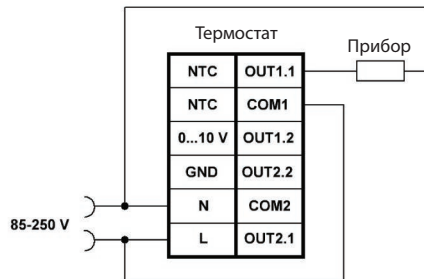 Термостат
Прибор
NTC OUT1.1
NTC COM1
0...10 V OUT1.2
GND OUT2.2
N COM2
L OUT2.1
85-250 V